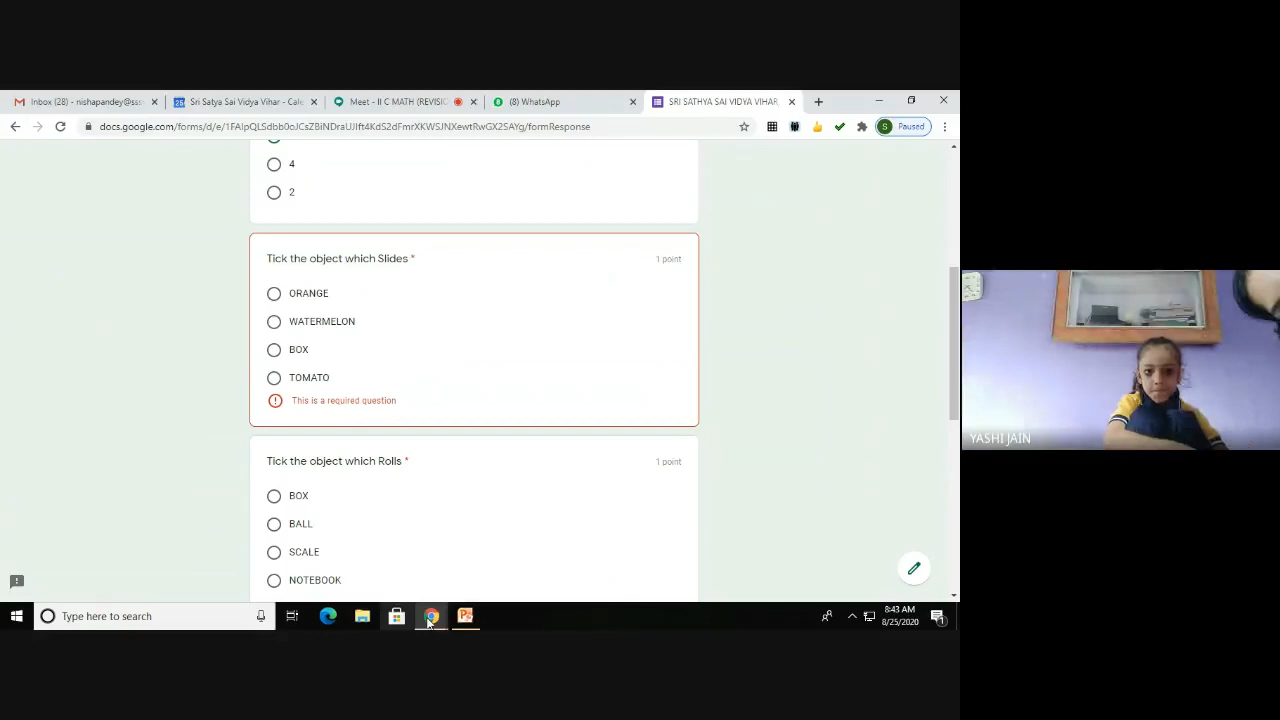 Inbox (28) - nishapandey@sss
Sri Satya Sai Vidya Vihar - Cale
Meet - II C MATH (REVISIO
(8) WhatsApp
SRI SATHYA SAI VIDYA VIHAR,
docs.google.com/forms/d/e/1FAIpQLSdbb0oJCsZBiNDraUJIft4KdS2dFmrXKWSJNXewtRwGX2SAYg/formResponse
S Paused
4
2
Tick the object which Slides * 1 point
ORANGE
WATERMELON
BOX
TOMATO
This is a required question
Tick the object which Rolls * 1 point
BOX
BALL
SCALE
NOTEBOOK
YASHI JAIN
Type here to search
8:43 AM
8/25/2020